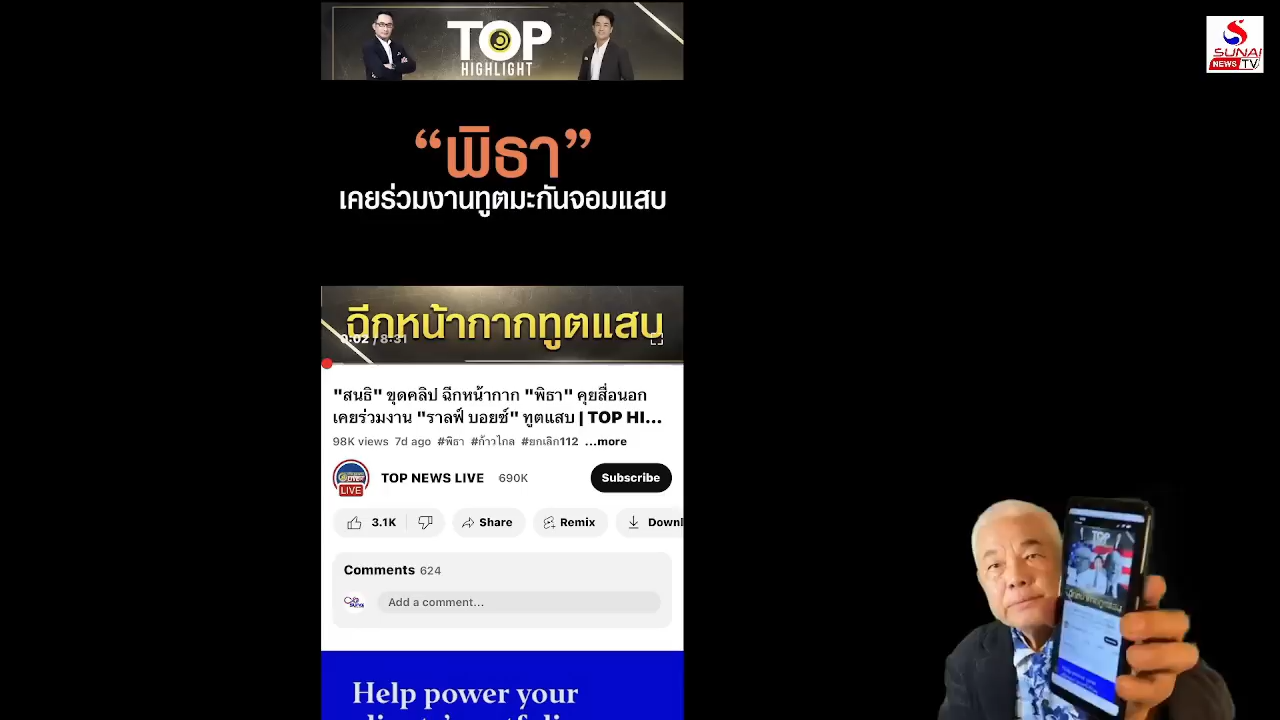 TOP
HIGHLIGHT
SUNAI
NEWS TV
“พิธา”
เคยร่วมงานทูตมะกันจอมแสบ
ฉีกหน้ากากทูตแสบ
0:02 / 8:31
"สนธิ" ขุดคลิป ฉีกหน้ากาก "พิธา" คุยสื่อนอก
เคยร่วมงาน "ราลฟ์ บอยซ์" ทูตแสบ | TOP HI...
98K views 7d ago #พิธา #ก้าวไกล #ยกเลิก112 ...more
TOP NEWS LIVE 690K Subscribe
LIVE
3.1K Share Remix Downl
Comments 624
Add a comment...
Help power your
TOP